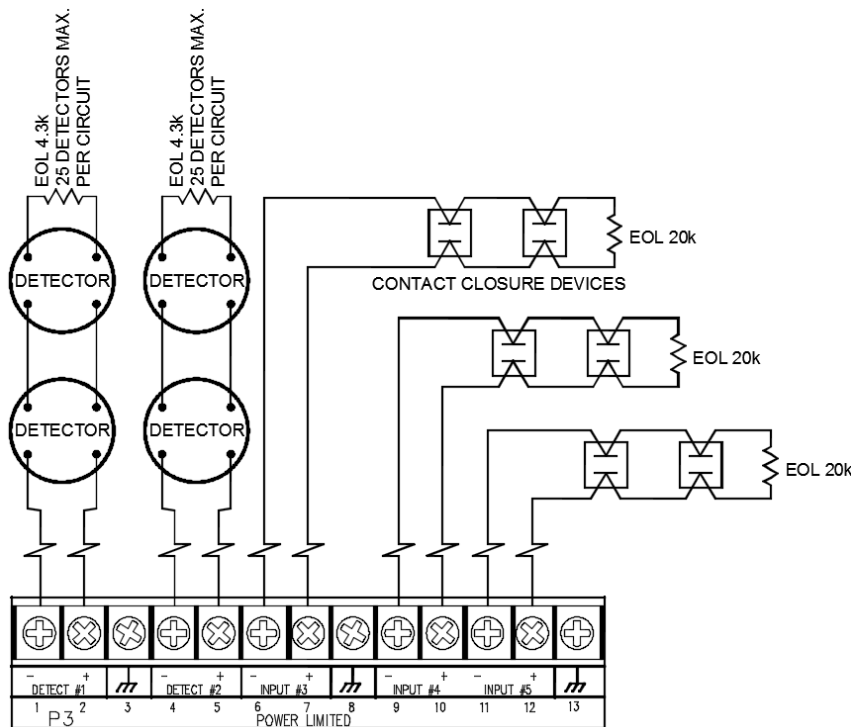 EOL 4.3k
25 DETECTORS MAX.
PER CIRCUIT
EOL 4.3k
25 DETECTORS MAX.
PER CIRCUIT
EOL 20k
DETECTOR
DETECTOR
CONTACT CLOSURE DEVICES
EOL 20k
DETECTOR
DETECTOR
EOL 20k
- + - + - + - + - +
DETECT #1 DETECT #2 INPUT #3 INPUT #4 INPUT #5
1 2 3 4 5 6 7 8 9 10 11 12 13
P3 POWER LIMITED